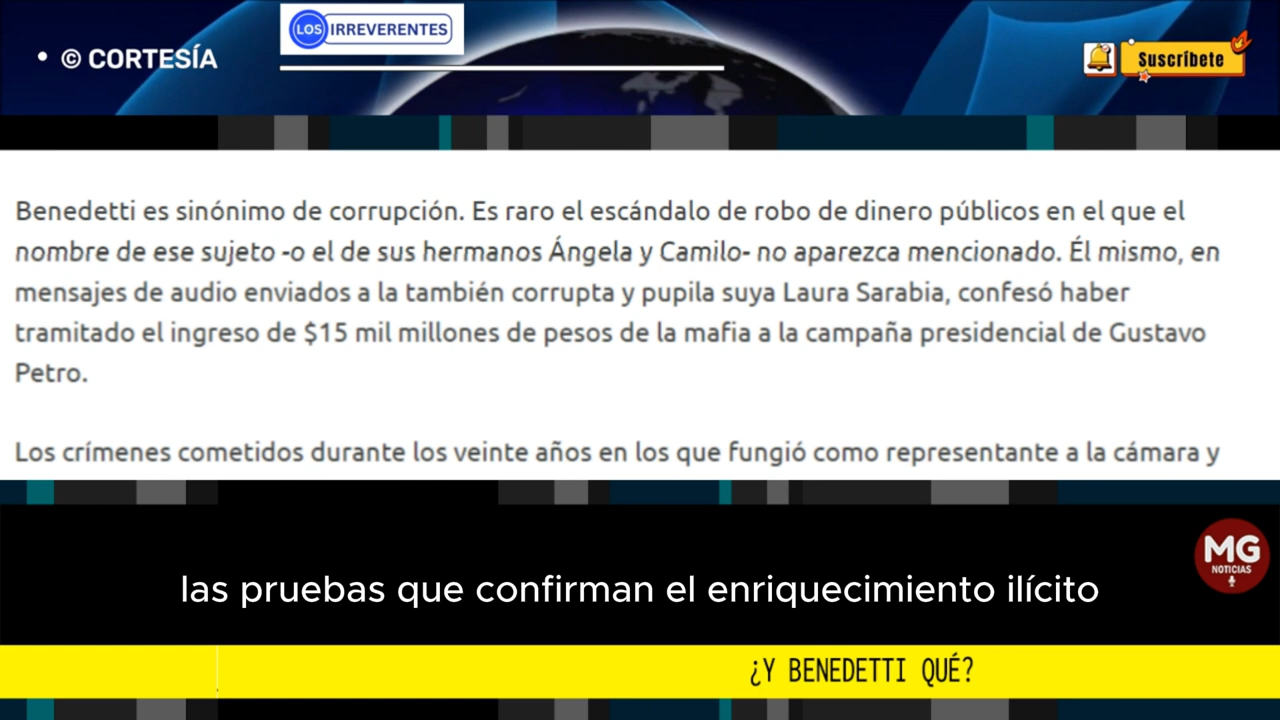 • © CORTESÍA
LOS IRREVERENTES
Suscríbete
Benedetti es sinónimo de corrupción. Es raro el escándalo de robo de dinero públicos en el que el
nombre de ese sujeto -o el de sus hermanos Ángela y Camilo- no aparezca mencionado. Él mismo, en
mensajes de audio enviados a la también corrupta y pupila suya Laura Sarabia, confesó haber
tramitado el ingreso de $15 mil millones de pesos de la mafia a la campaña presidencial de Gustavo
Petro.
Los crímenes cometidos durante los veinte años en los que fungió como representante a la cámara y
MG
NOTICIAS
las pruebas que confirman el enriquecimiento ilícito
¿Y BENEDETTI QUÉ?